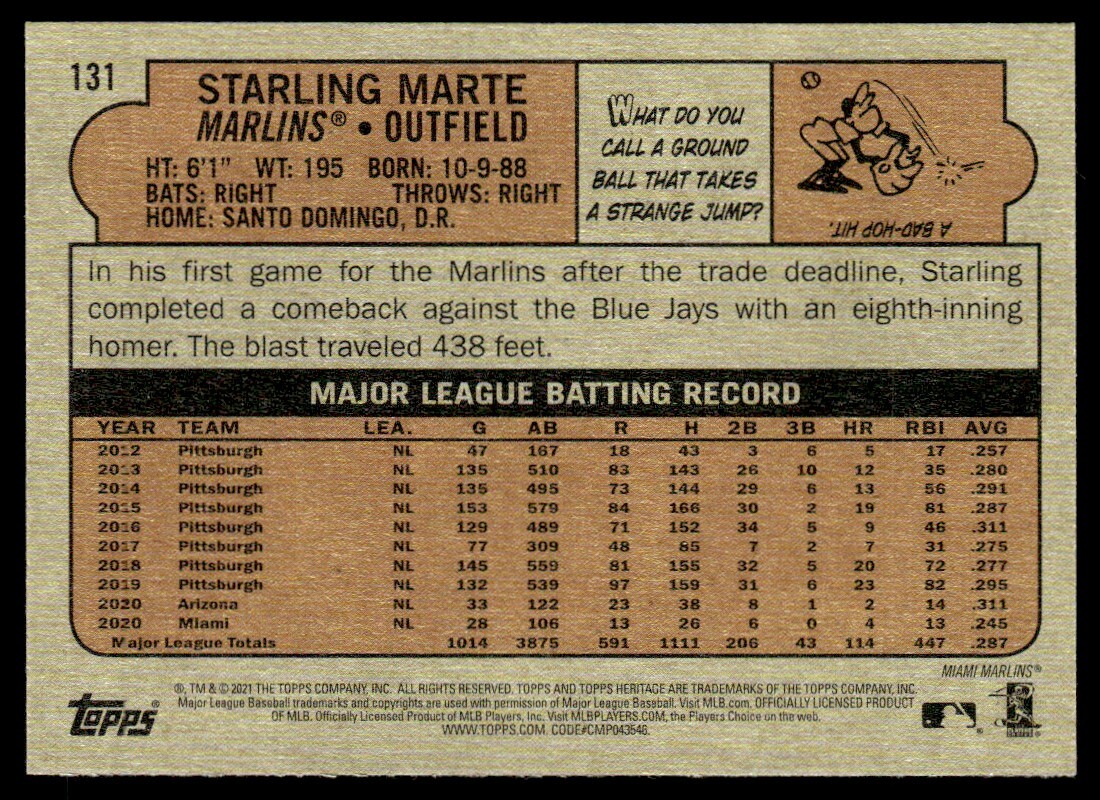 131
STARLING MARTE
MARLINS® • OUTFIELD
HT: 6'1" WT: 195 BORN: 10-9-88
BATS: RIGHT THROWS: RIGHT
HOME: SANTO DOMINGO, D.R.
WHAT DO YOU
CALL A GROUND
BALL THAT TAKES
A STRANGE JUMP?
A BAD-HOP HIT.
In his first game for the Marlins after the trade deadline, Starling
completed a comeback against the Blue Jays with an eighth-inning
homer. The blast traveled 438 feet.
MAJOR LEAGUE BATTING RECORD
YEAR TEAM LEA. G AB R H 2B 3B HR RBI AVG
2012 Pittsburgh NL 47 167 18 43 3 6 5 17 .257
2013 Pittsburgh NL 135 510 83 143 26 10 12 35 .280
2014 Pittsburgh NL 135 495 73 144 29 6 13 56 .291
2015 Pittsburgh NL 153 579 84 166 30 2 19 81 .287
2016 Pittsburgh NL 129 489 71 152 34 5 9 46 .311
2017 Pittsburgh NL 77 309 48 85 7 2 7 31 .275
2018 Pittsburgh NL 145 559 81 155 32 5 20 72 .277
2019 Pittsburgh NL 132 539 97 159 31 6 23 82 .295
2020 Arizona NL 33 122 23 38 8 1 2 14 .311
2020 Miami NL 28 106 13 26 6 0 4 13 .245
Major League Totals 1014 3875 591 1111 206 43 114 447 .287
MIAMI MARLINS®
®, TM & © 2021 THE TOPPS COMPANY, INC. ALL RIGHTS RESERVED. TOPPS AND TOPPS HERITAGE ARE TRADEMARKS OF THE TOPPS COMPANY, INC.
Major League Baseball trademarks and copyrights are used with permission of Major League Baseball. Visit MLB.com. OFFICIALLY LICENSED PRODUCT
OF MLB. Officially Licensed Product of MLB Players, Inc. Visit MLBPLAYERS.COM, the Players Choice on the web.
WWW.TOPPS.COM. CODE#CMP043546.
topps®